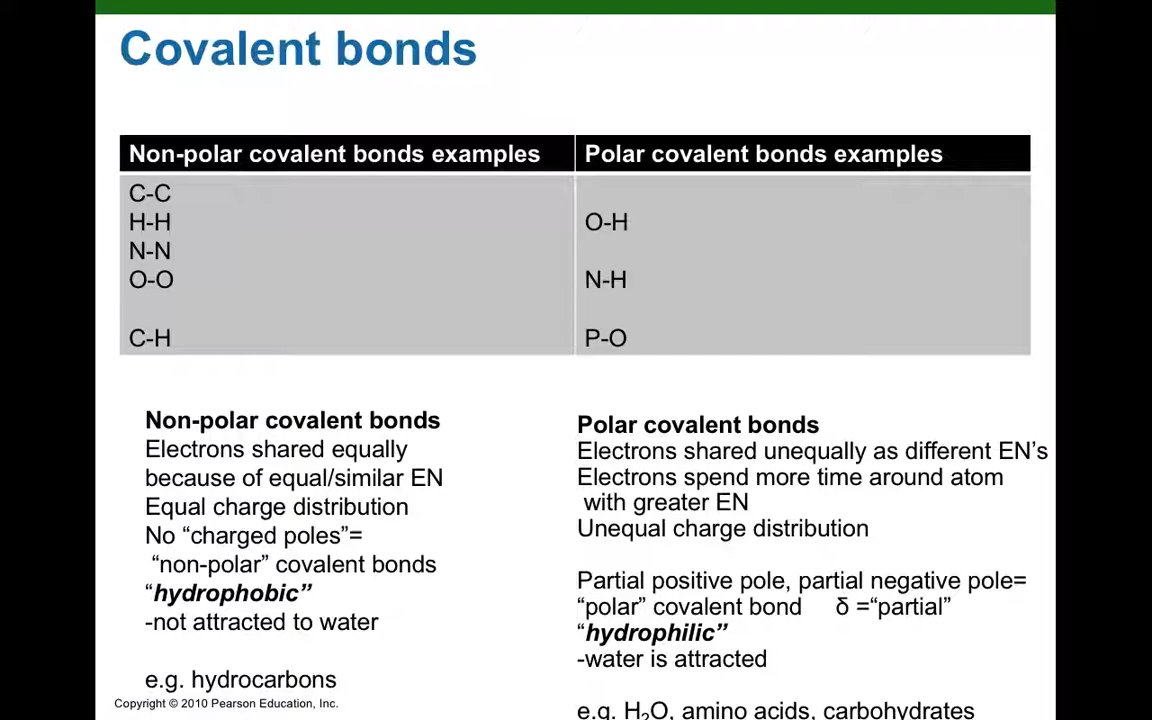 Covalent bonds
Non-polar covalent bonds examples
C-C
H-H
N-N
O-O
C-H
Polar covalent bonds examples
O-H
N-H
P-O
Non-polar covalent bonds
Electrons shared equally
because of equal/similar EN
Equal charge distribution
No “charged poles”=
“non-polar” covalent bonds
“hydrophobic”
-not attracted to water
e.g. hydrocarbons
Polar covalent bonds
Electrons shared unequally as different EN’s
Electrons spend more time around atom
with greater EN
Unequal charge distribution
Partial positive pole, partial negative pole=
“polar” covalent bond δ =“partial”
“hydrophilic”
-water is attracted
e.g. H₂O, amino acids, carbohydrates
Copyright © 2010 Pearson Education, Inc.